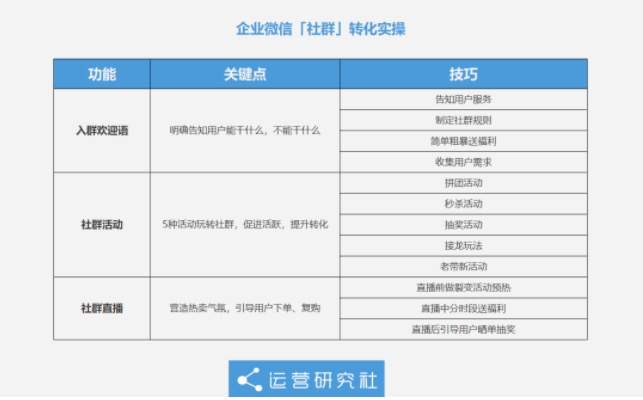 企业微信「社群」转化实操
功能 关键点 技巧
入群欢迎语 明确告知用户能干什么，不能干什么
告知用户服务
制定社群规则
简单粗暴送福利
收集用户需求
社群活动 5种活动玩转社群，促进活跃，提升转化
拼团活动
秒杀活动
抽奖活动
接龙玩法
老带新活动
社群直播 营造热卖气氛，引导用户下单、复购
直播前做裂变活动预热
直播中分时段送福利
直播后引导用户晒单抽奖
运营研究社